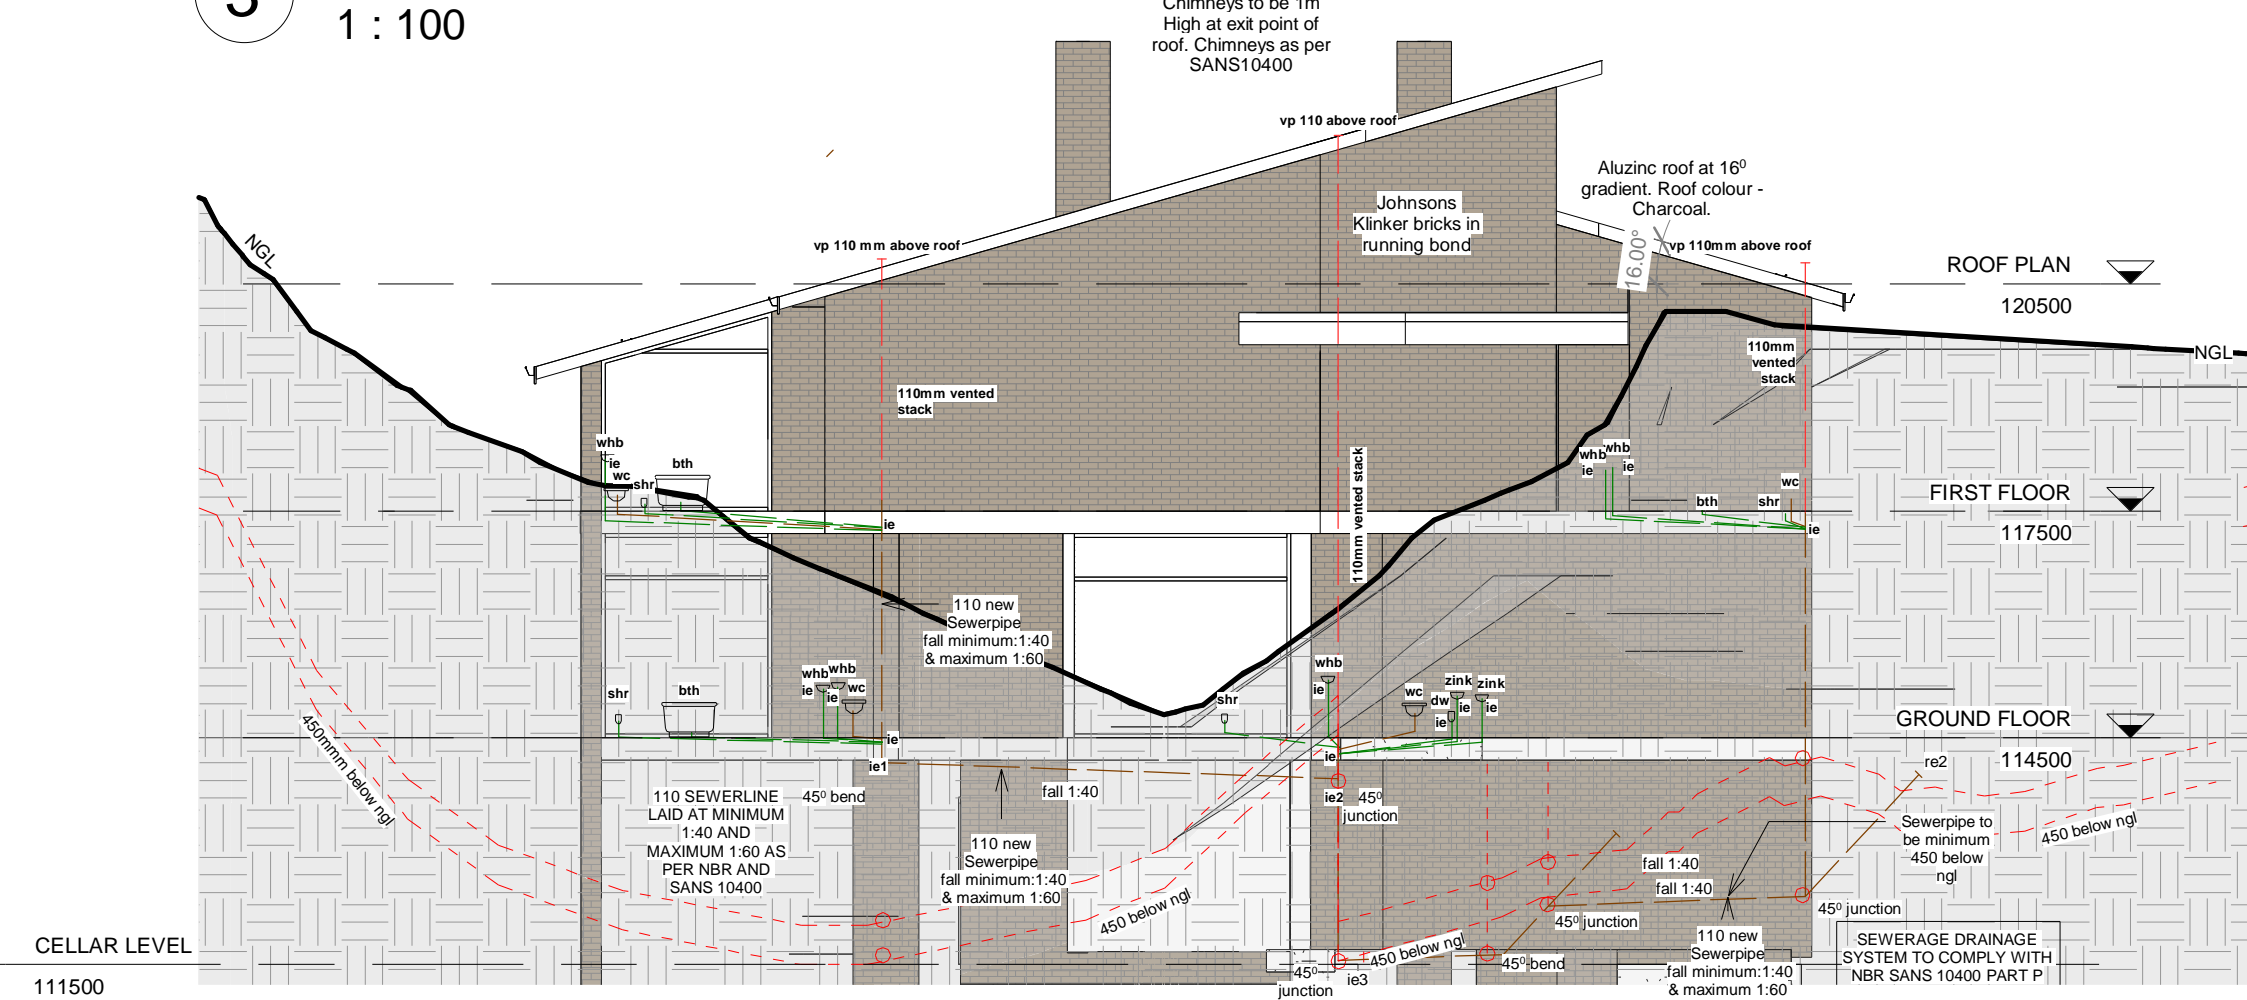 3
1 : 100
Chimneys to be 1m
High at exit point of
roof. Chimneys as per
SANS10400
vp 110 above roof
Aluzinc roof at 16⁰
gradient. Roof colour -
Charcoal.
Johnsons
Klinker bricks in
running bond
16.00°
vp 110mm above roof
vp 110 mm above roof
NGL
ROOF PLAN
120500
NGL
110mm
vented
stack
110mm vented
stack
whb
ie
wc
shr
bth
110mm vented stack
whb
whb
ie
ie
bth
shr
wc
ie
ie
FIRST FLOOR
117500
110 new
Sewerpipe
fall minimum:1:40
& maximum 1:60
shr
bth
whb
whb
ie
ie
wc
ie
ie1
shr
whb
ie
wc
dw
ie
zink
ie
zink
ie
ie
GROUND FLOOR
114500
re2
450mmm below ngl
110 SEWERLINE
LAID AT MINIMUM
1:40 AND
MAXIMUM 1:60 AS
PER NBR AND
SANS 10400
45⁰ bend
fall 1:40
ie2
45⁰
junction
110 new
Sewerpipe
fall minimum:1:40
& maximum 1:60
450 below ngl
fall 1:40
fall 1:40
Sewerpipe to
be minimum
450 below
ngl
450 below ngl
45⁰ junction
45⁰ junction
450 below ngl
45⁰ bend
45⁰
junction
ie3
110 new
Sewerpipe
fall minimum:1:40
& maximum 1:60
SEWERAGE DRAINAGE
SYSTEM TO COMPLY WITH
NBR SANS 10400 PART P
CELLAR LEVEL
111500